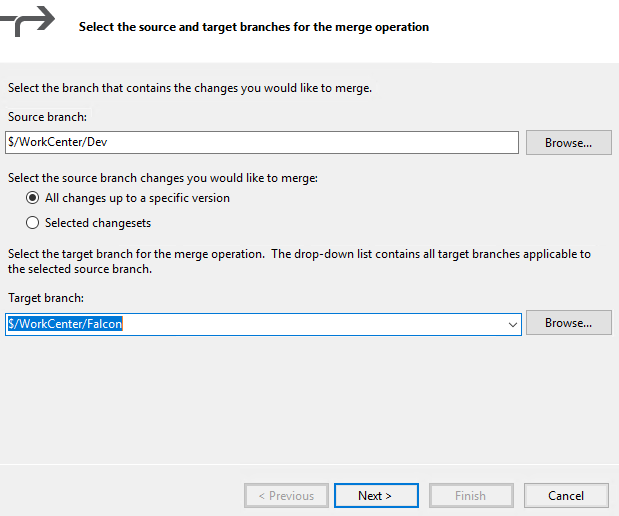 Select the source and target branches for the merge operation
Select the branch that contains the changes you would like to merge.
Source branch:
$/WorkCenter/Dev
Browse...
Select the source branch changes you would like to merge:
All changes up to a specific version
Selected changesets
Select the target branch for the merge operation.  The drop-down list contains all target branches applicable to
the selected source branch.
Target branch:
$/WorkCenter/Falcon
Browse...
< Previous
Next >
Finish
Cancel